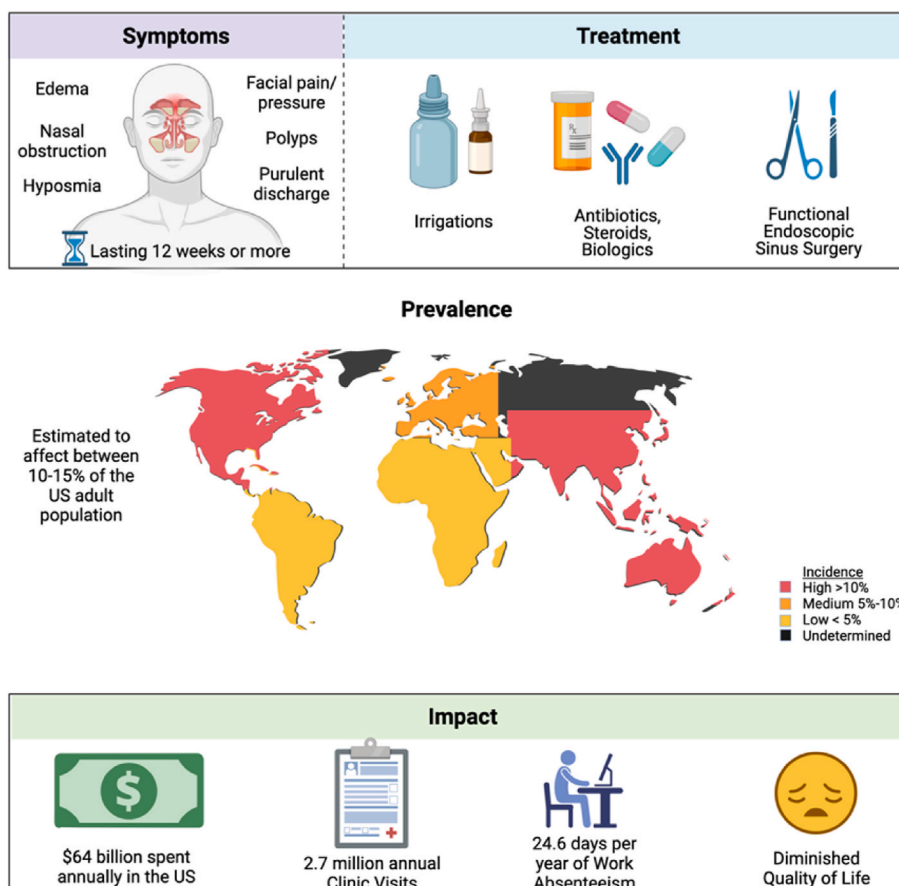 Symptoms
Edema
Nasal
obstruction
Hyposmia
Facial pain/
pressure
Polyps
Purulent
discharge
Lasting 12 weeks or more
Treatment
Irrigations
Rx
Antibiotics,
Steroids,
Biologics
Functional
Endoscopic
Sinus Surgery
Prevalence
Estimated to
affect between
10-15% of the
US adult
population
Incidence
High >10%
Medium 5%-10%
Low < 5%
Undetermined
Impact
$
$64 billion spent
annually in the US
2.7 million annual
Clinic Visits
24.6 days per
year of Work
Absenteeism
Diminished
Quality of Life